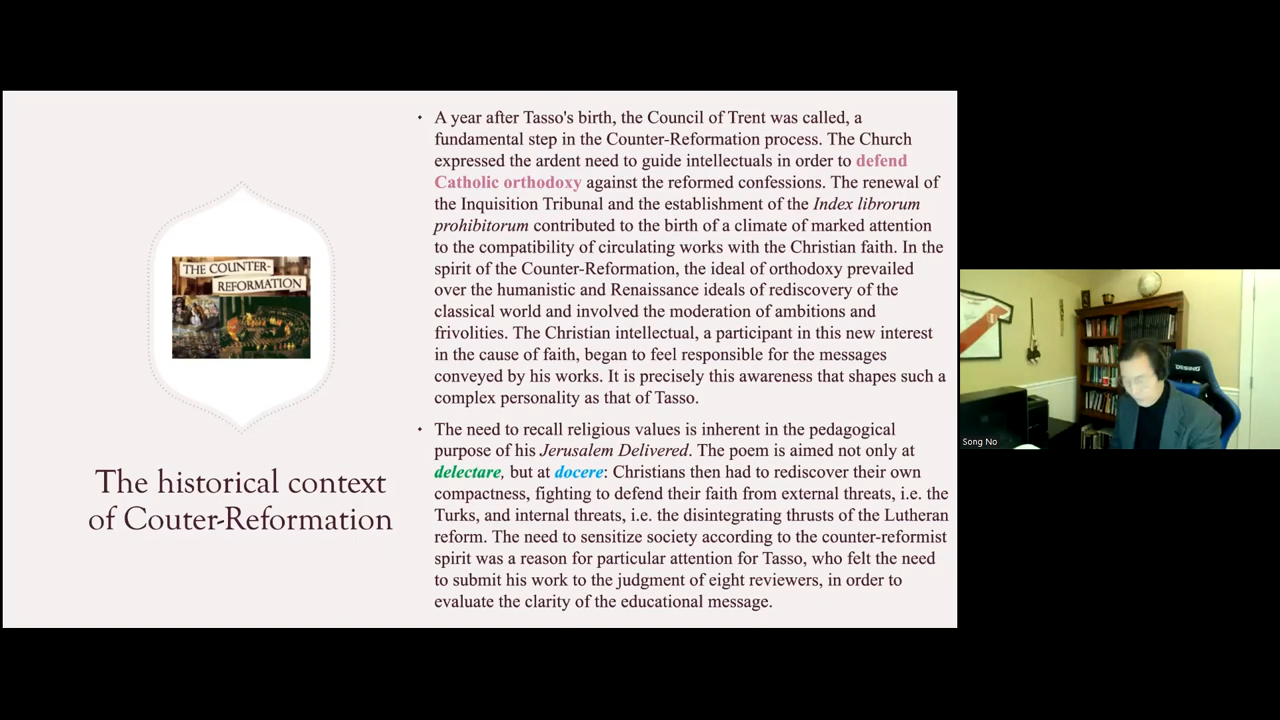 THE COUNTER-
REFORMATION
The historical context
of Couter-Reformation
A year after Tasso's birth, the Council of Trent was called, a
fundamental step in the Counter-Reformation process. The Church
expressed the ardent need to guide intellectuals in order to defend
Catholic orthodoxy against the reformed confessions. The renewal of
the Inquisition Tribunal and the establishment of the Index librorum
prohibitorum contributed to the birth of a climate of marked attention
to the compatibility of circulating works with the Christian faith. In the
spirit of the Counter-Reformation, the ideal of orthodoxy prevailed
over the humanistic and Renaissance ideals of rediscovery of the
classical world and involved the moderation of ambitions and
frivolities. The Christian intellectual, a participant in this new interest
in the cause of faith, began to feel responsible for the messages
conveyed by his works. It is precisely this awareness that shapes such a
complex personality as that of Tasso.
The need to recall religious values is inherent in the pedagogical
purpose of his Jerusalem Delivered. The poem is aimed not only at
delectare, but at docere: Christians then had to rediscover their own
compactness, fighting to defend their faith from external threats, i.e. the
Turks, and internal threats, i.e. the disintegrating thrusts of the Lutheran
reform. The need to sensitize society according to the counter-reformist
spirit was a reason for particular attention for Tasso, who felt the need
to submit his work to the judgment of eight reviewers, in order to
evaluate the clarity of the educational message.
Song No